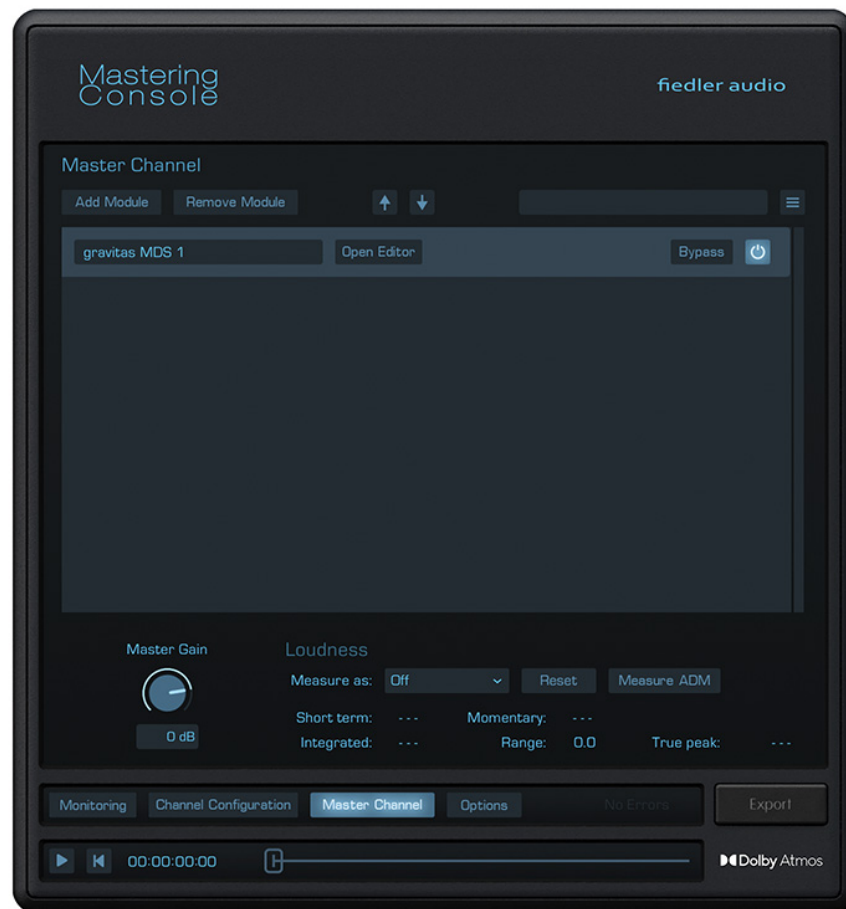 Mastering
Console
fiedler audio
Master Channel
Add Module Remove Module
gravitas MDS 1 Open Editor Bypass
Master Gain Loudness
Measure as: Off Reset Measure ADM
Short term: --- Momentary: ---
0 dB Integrated: --- Range: 0.0 True peak: ---
Monitoring Channel Configuration Master Channel Options No Errors Export
00:00:00:00 Dolby Atmos